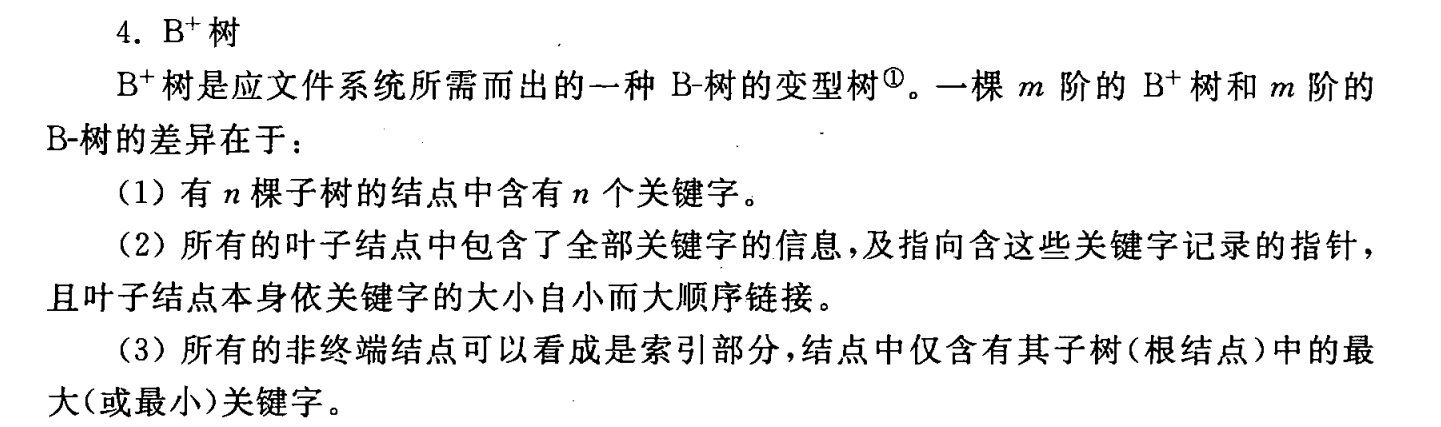 4. B⁺树
B⁺树是应文件系统所需而出的一种 B-树的变型树①。一棵 m 阶的 B⁺树和 m 阶的
B-树的差异在于：
（1）有 n 棵子树的结点中含有 n 个关键字。
（2）所有的叶子结点中包含了全部关键字的信息，及指向含这些关键字记录的指针，
且叶子结点本身依关键字的大小自小而大顺序链接。
（3）所有的非终端结点可以看成是索引部分，结点中仅含有其子树（根结点）中的最
大（或最小）关键字。